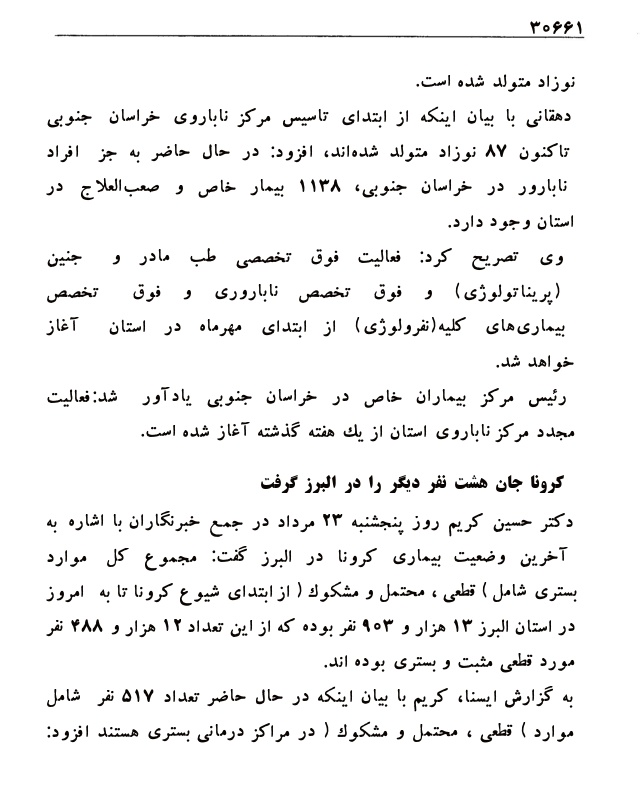 ۳۰۶۶۱
نوزاد متولد شده است.
دهقانی با بیان اینکه از ابتدای تاسیس مرکز ناباروی خراسان جنوبی
تاکنون ۸۷ نوزاد متولد شده‌اند، افزود: در حال حاضر به جز افراد
نابارور در خراسان جنوبی، ۱۱۳۸ بیمار خاص و صعب‌العلاج در
استان وجود دارد.
وی تصریح کرد: فعالیت فوق تخصصی طب مادر و جنین
(پریناتولوژی) و فوق تخصص ناباروری و فوق تخصص
بیماری‌های کلیه(نفرولوژی) از ابتدای مهرماه در استان آغاز
خواهد شد.
رئیس مرکز بیماران خاص در خراسان جنوبی یادآور شد:فعالیت
مجدد مرکز ناباروی استان از یك هفته گذشته آغاز شده است.
کرونا جان هشت نفر دیگر را در البرز گرفت
دکتر حسین کریم روز پنجشنبه ۲۳ مرداد در جمع خبرنگاران با اشاره به
آخرین وضعیت بیماری کرونا در البرز گفت: مجموع کل موارد
بستری شامل ) قطعی ، محتمل و مشکوك ( از ابتدای شیوع کرونا تا به امروز
در استان البرز ۱۳ هزار و ۹۰۳ نفر بوده که از این تعداد ۱۲ هزار و ۴۸۸ نفر
مورد قطعی مثبت و بستری بوده اند.
به گزارش ایسنا، کریم با بیان اینکه در حال حاضر تعداد ۵۱۷ نفر شامل
موارد ) قطعی ، محتمل و مشکوك ( در مراکز درمانی بستری هستند افزود: